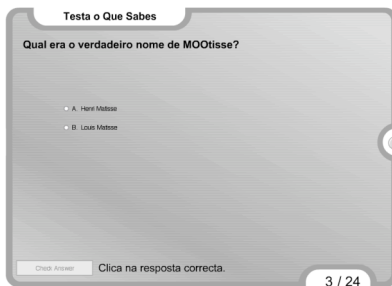 Testa o Que Sabes
Qual era o verdadeiro nome de MOOtisse?
A. Henri Matisse
B. Louis Matisse
Check Answer
Clica na resposta correcta.
3 / 24